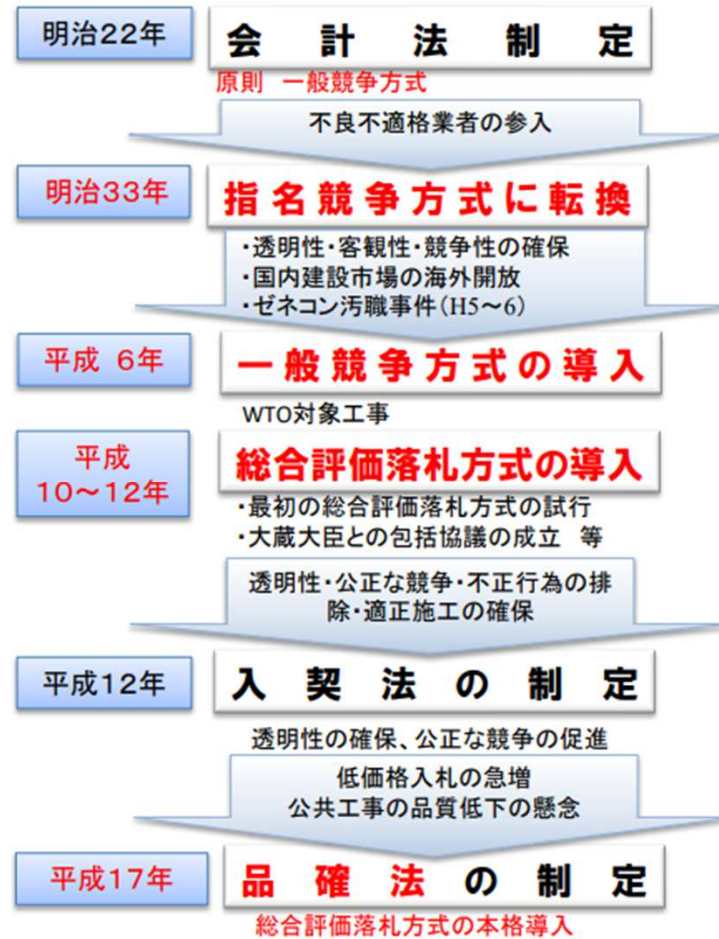 明治22年
会計法制定
原則 一般競争方式
不良不適格業者の参入
明治33年
指名競争方式に転換
・透明性・客観性・競争性の確保
・国内建設市場の海外開放
・ゼネコン汚職事件(H5～6)
平成 6年
一般競争方式の導入
WTO対象工事
平成
10～12年
総合評価落札方式の導入
・最初の総合評価落札方式の試行
・大蔵大臣との包括協議の成立 等
透明性・公正な競争・不正行為の排
除・適正施工の確保
平成12年
入契法の制定
透明性の確保、公正な競争の促進
低価格入札の急増
公共工事の品質低下の懸念
平成17年
品確法の制定
総合評価落札方式の本格導入